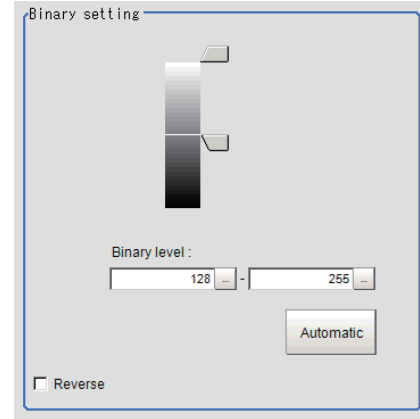 Binary setting
Binary level :
128 ... - 255 ...
Automatic
Reverse